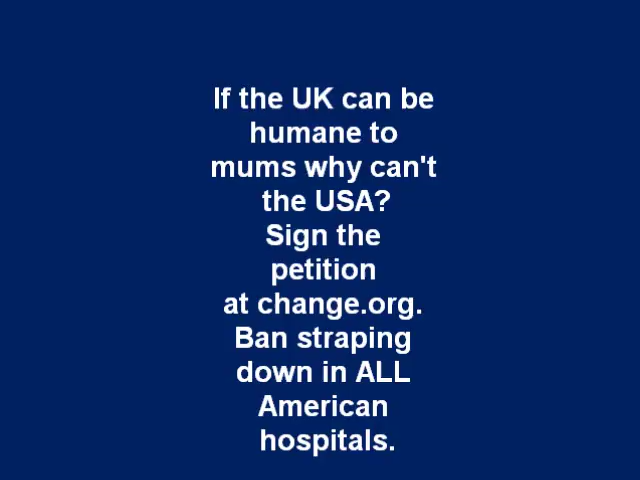 If the UK can be
humane to
mums why can't
the USA?
Sign the
petition
at change.org.
Ban straping
down in ALL
American
hospitals.